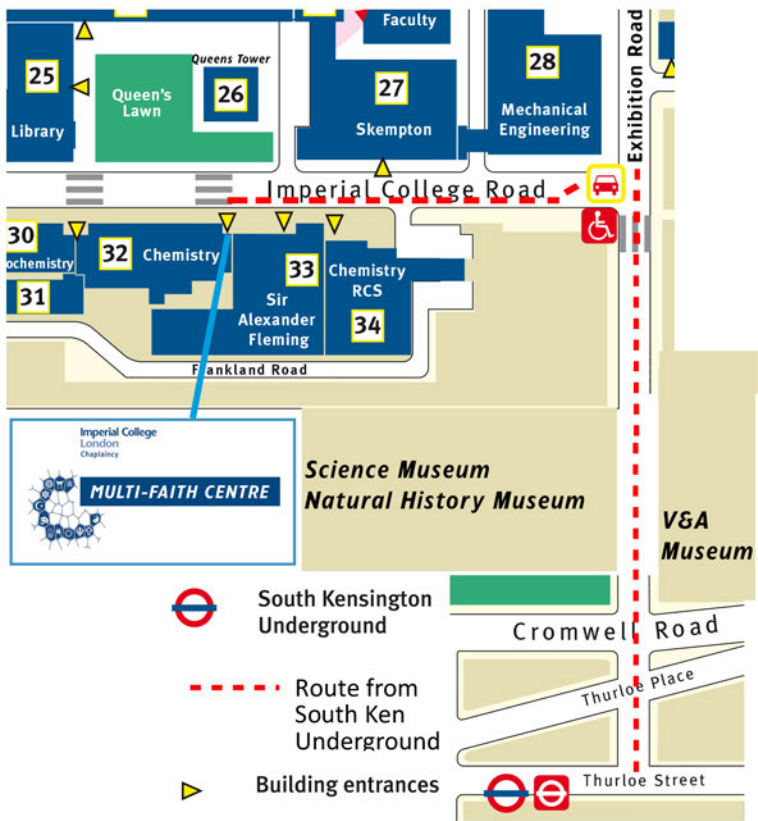 Faculty
Exhibition Road
25
Library
Queens Tower
26
Queen's
Lawn
27
Skempton
28
Mechanical
Engineering
Imperial College Road
30
ochemistry
31
32
Chemistry
33
Sir
Alexander
Fleming
Chemistry
RCS
34
Frankland Road
Imperial College
London
Chaplaincy
MULTI-FAITH CENTRE
Science Museum
Natural History Museum
V&A
Museum
South Kensington
Underground
Cromwell Road
Route from
South Ken
Underground
Thurloe Place
Building entrances
Thurloe Street